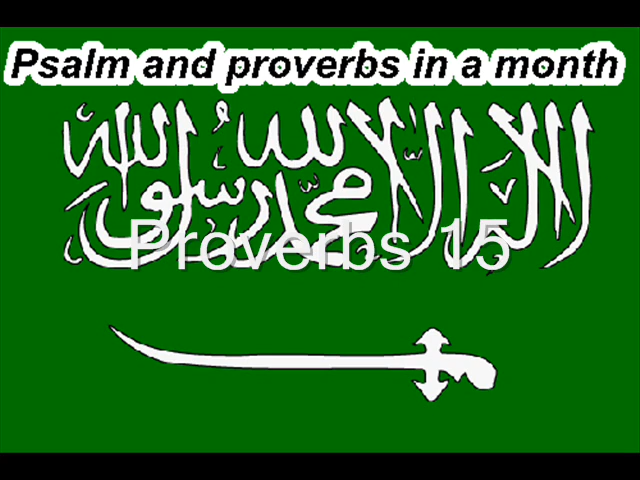 Psalm and proverbs in a month
لا إله إلا الله محمد رسول الله
Proverbs 15